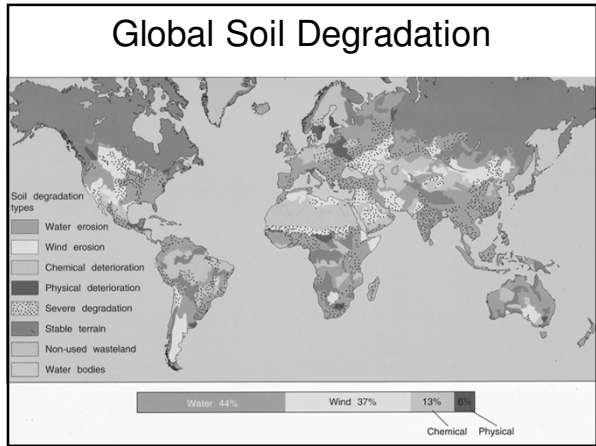 Global Soil Degradation
Soil degradation
types
Water erosion
Wind erosion
Chemical deterioration
Physical deterioration
Severe degradation
Stable terrain
Non-used wasteland
Water bodies
Water 44% Wind 37% 13% 6%
Chemical Physical